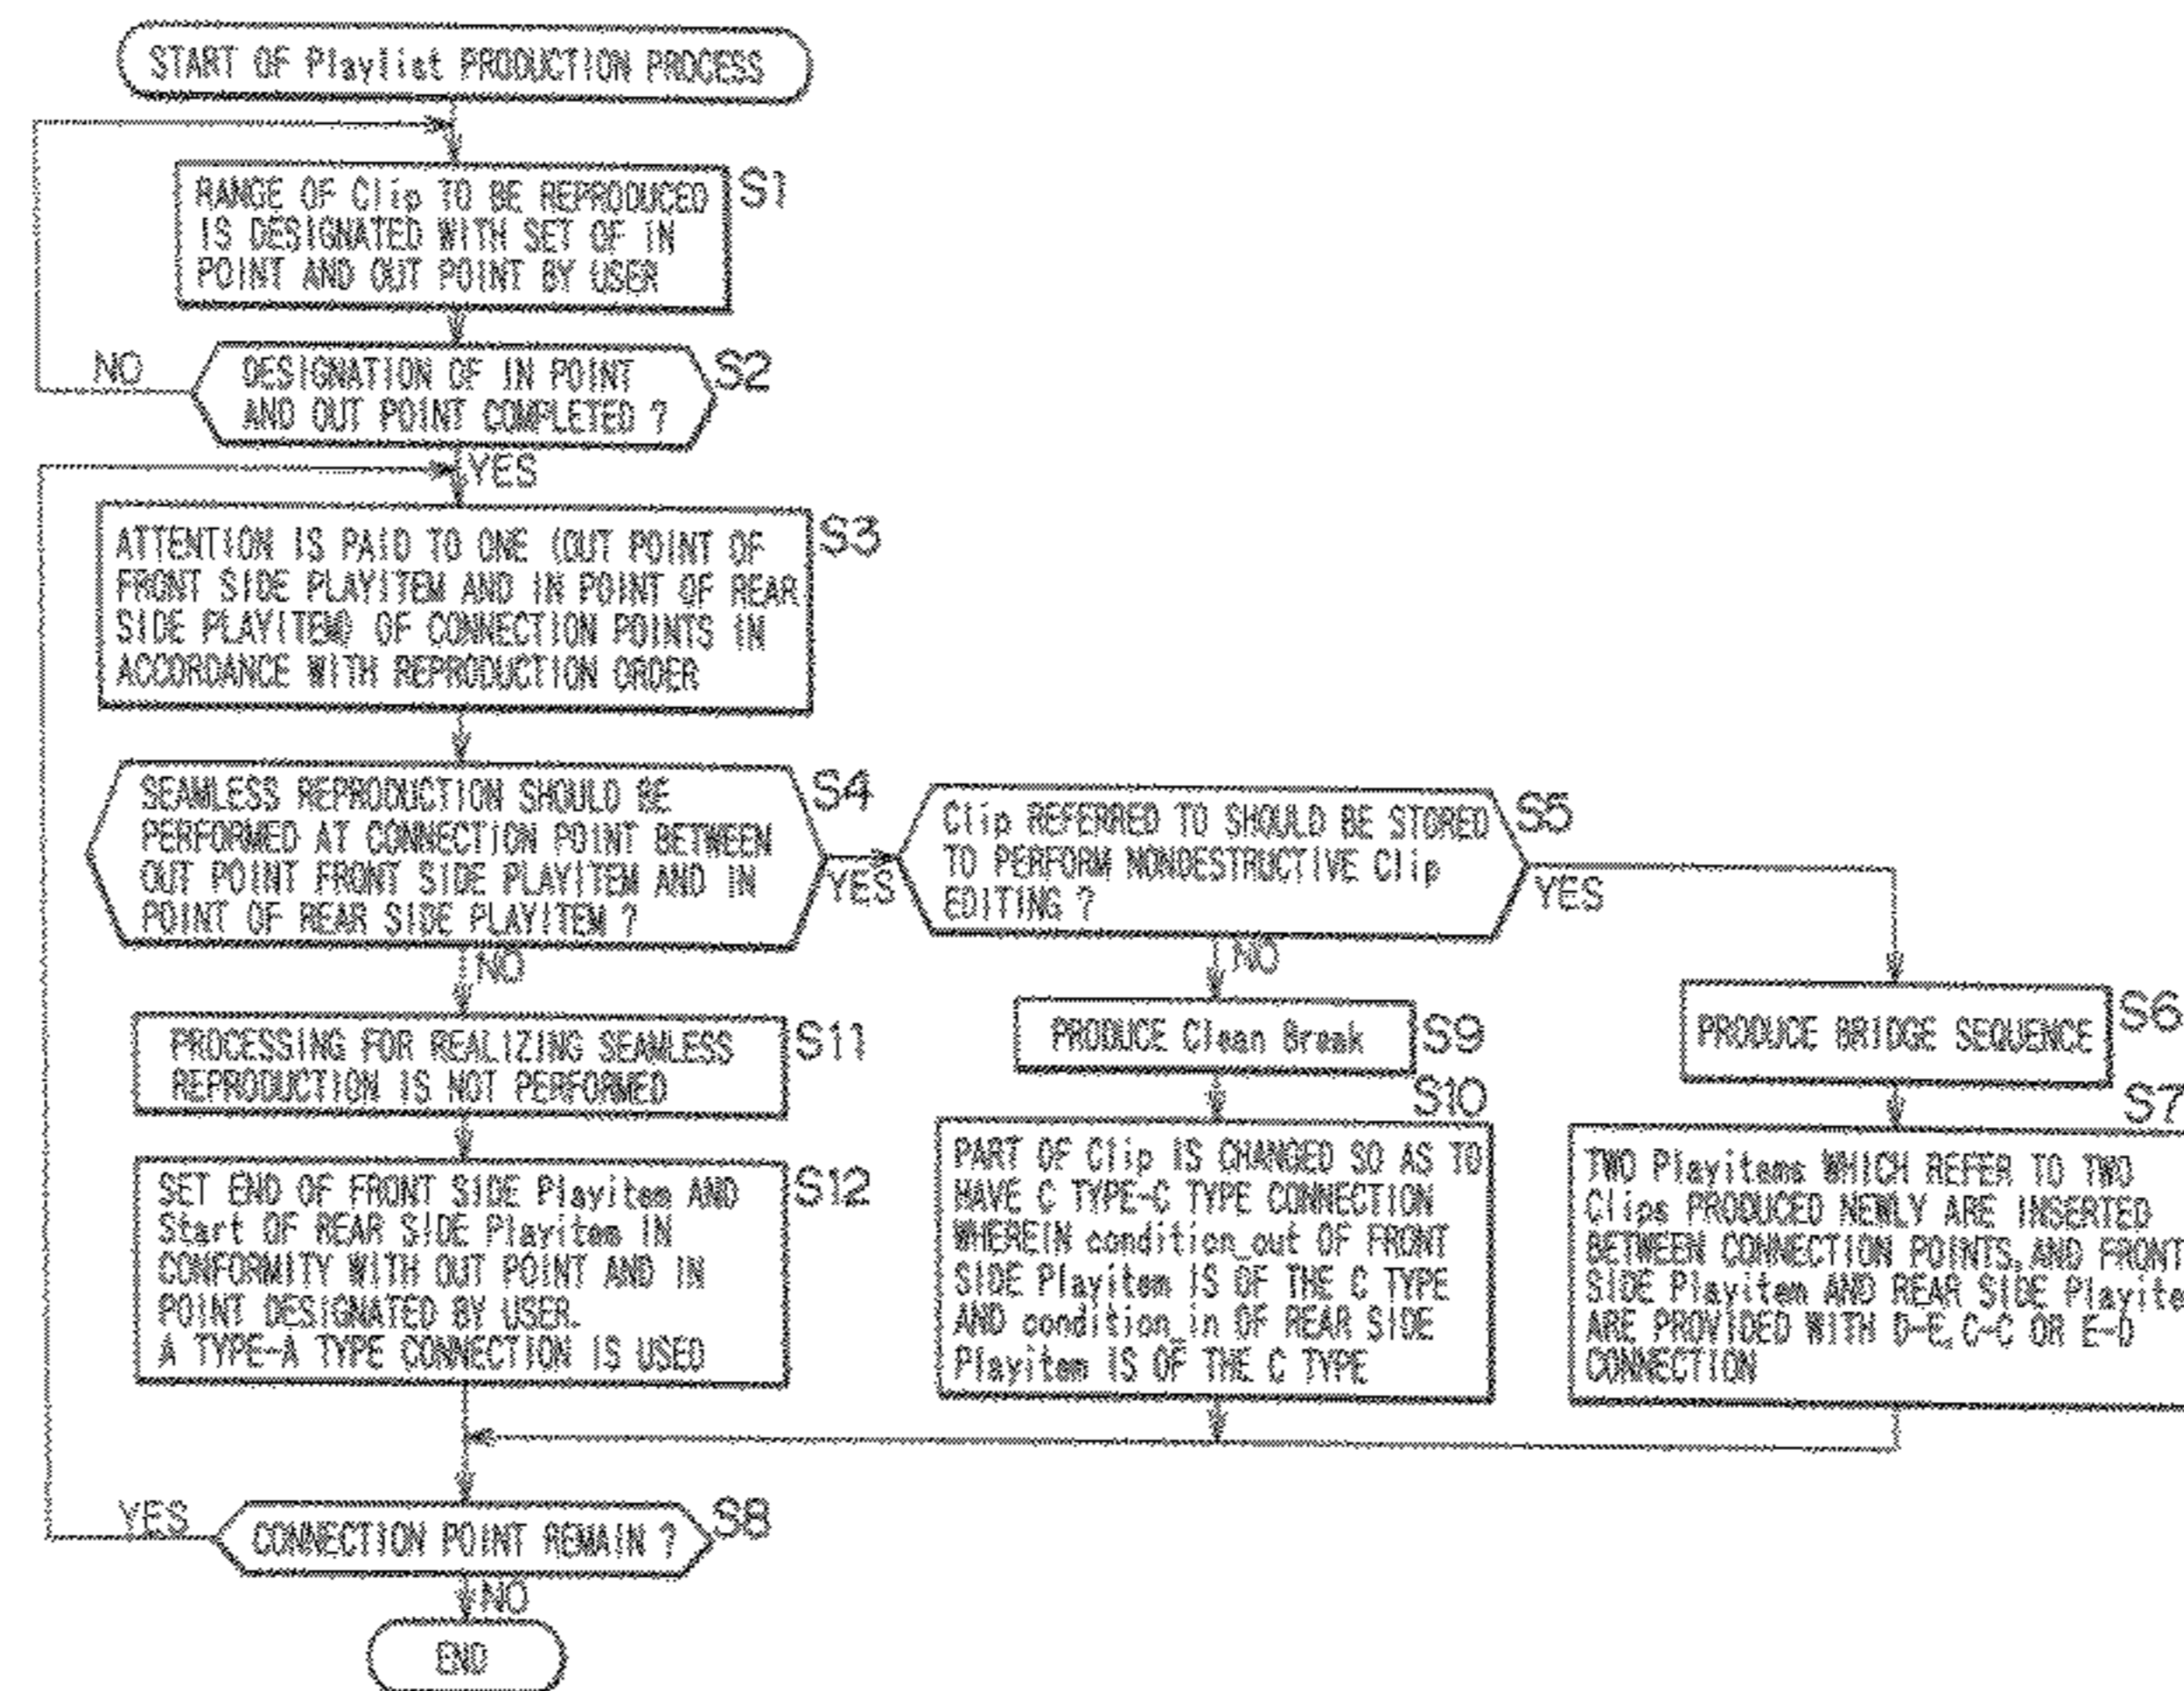 START OF Playlist PRODUCTION PROCESS
RANGE OF Clip TO BE REPRODUCED
IS DESIGNATED WITH SET OF IN
POINT AND OUT POINT BY USER
S1
NO
DESIGNATION OF IN POINT
AND OUT POINT COMPLETED ?
S2
YES
ATTENTION IS PAID TO ONE (OUT POINT OF
FRONT SIDE PLAYITEM AND IN POINT OF REAR
SIDE PLAYITEM) OF CONNECTION POINTS IN
ACCORDANCE WITH REPRODUCTION ORDER
S3
SEAMLESS REPRODUCTION SHOULD BE
PERFORMED AT CONNECTION POINT BETWEEN
OUT POINT FRONT SIDE PLAYITEM AND IN
POINT OF REAR SIDE PLAYITEM ?
S4
YES
NO
Clip REFERRED TO SHOULD BE STORED
TO PERFORM NONDESTRUCTIVE Clip
EDITING ?
S5
YES
NO
PROCESSING FOR REALIZING SEAMLESS
REPRODUCTION IS NOT PERFORMED
S11
PRODUCE Clean Break
S9
PRODUCE BRIDGE SEQUENCE
S6
SET END OF FRONT SIDE Playitem AND
Start OF REAR SIDE Playitem IN
CONFORMITY WITH OUT POINT AND IN
POINT DESIGNATED BY USER.
A TYPE-A TYPE CONNECTION IS USED
S12
S10
PART OF Clip IS CHANGED SO AS TO
HAVE C TYPE-C TYPE CONNECTION
WHEREIN condition_out OF FRONT
SIDE Playitem IS OF THE C TYPE
AND condition_in OF REAR SIDE
Playitem IS OF THE C TYPE
S7
TWO Playitems WHICH REFER TO TWO
Clips PRODUCED NEWLY ARE INSERTED
BETWEEN CONNECTION POINTS, AND FRONT
SIDE Playitem AND REAR SIDE Playite
ARE PROVIDED WITH D-E, C-C OR E-D
CONNECTION
YES
CONNECTION POINT REMAIN ?
S8
NO
END